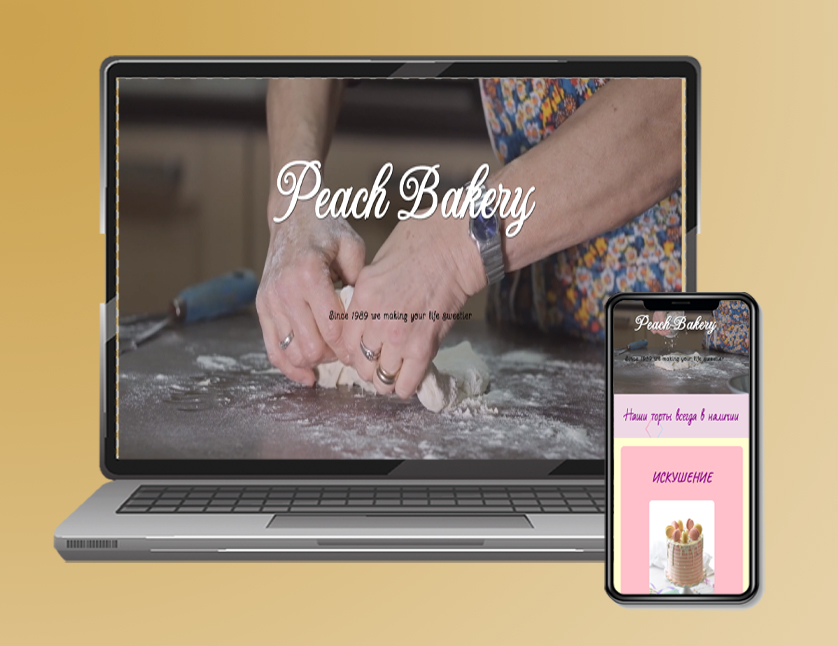 Peach Bakery
Since 1989 we making your life sweetier
Peach Bakery
Since 1989 we making your life sweetier
Наши торты всегда в наличии
ИСКУШЕНИЕ